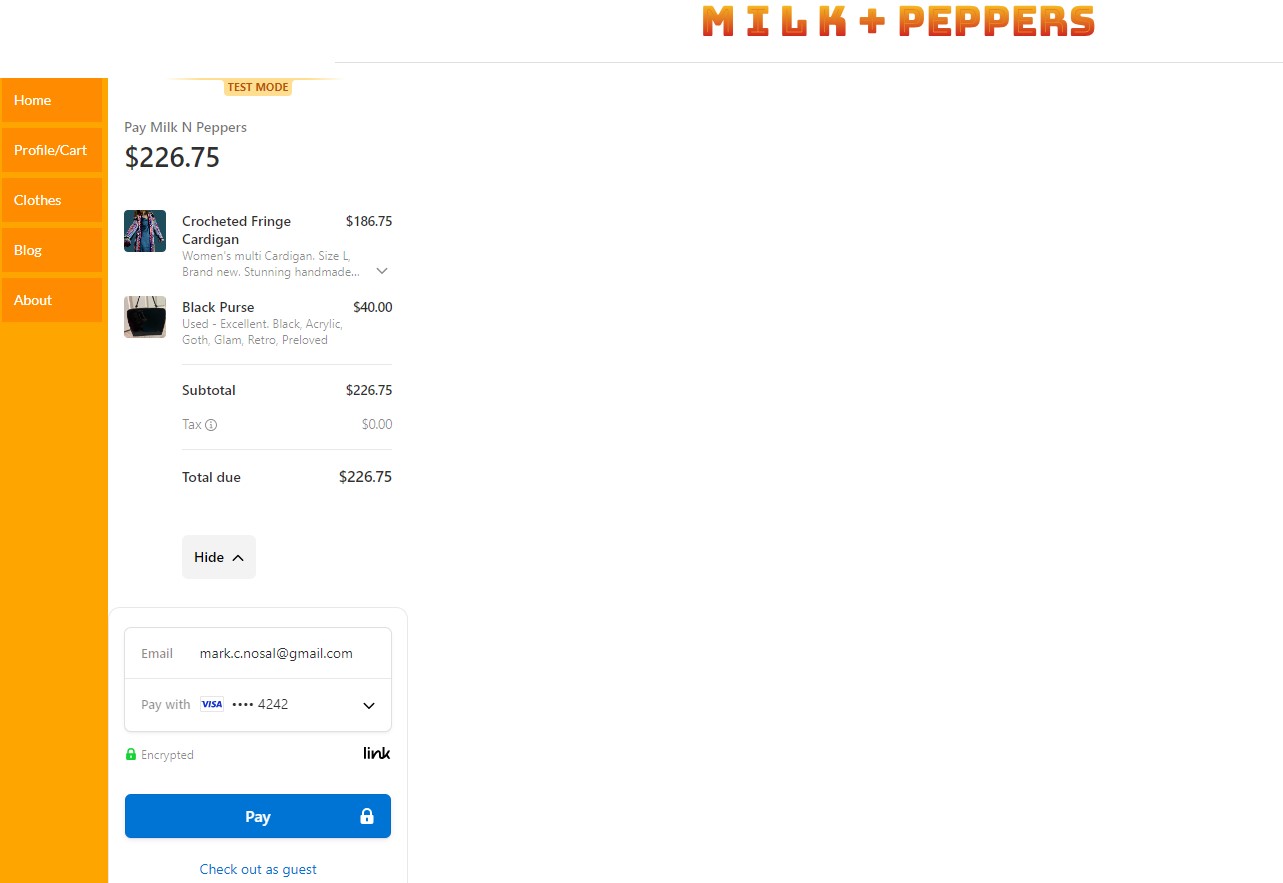 MILK + PEPPERS
Home
Profile/Cart
Clothes
Blog
About
TEST MODE
Pay Milk N Peppers
$226.75
Crocheted Fringe $186.75
Cardigan
Women's multi Cardigan. Size L,
Brand new. Stunning handmade...
Black Purse $40.00
Used - Excellent. Black, Acrylic,
Goth, Glam, Retro, Preloved
Subtotal $226.75
Tax $0.00
Total due $226.75
Hide
Email mark.c.nosal@gmail.com
Pay with VISA •••• 4242
Encrypted link
Pay
Check out as guest